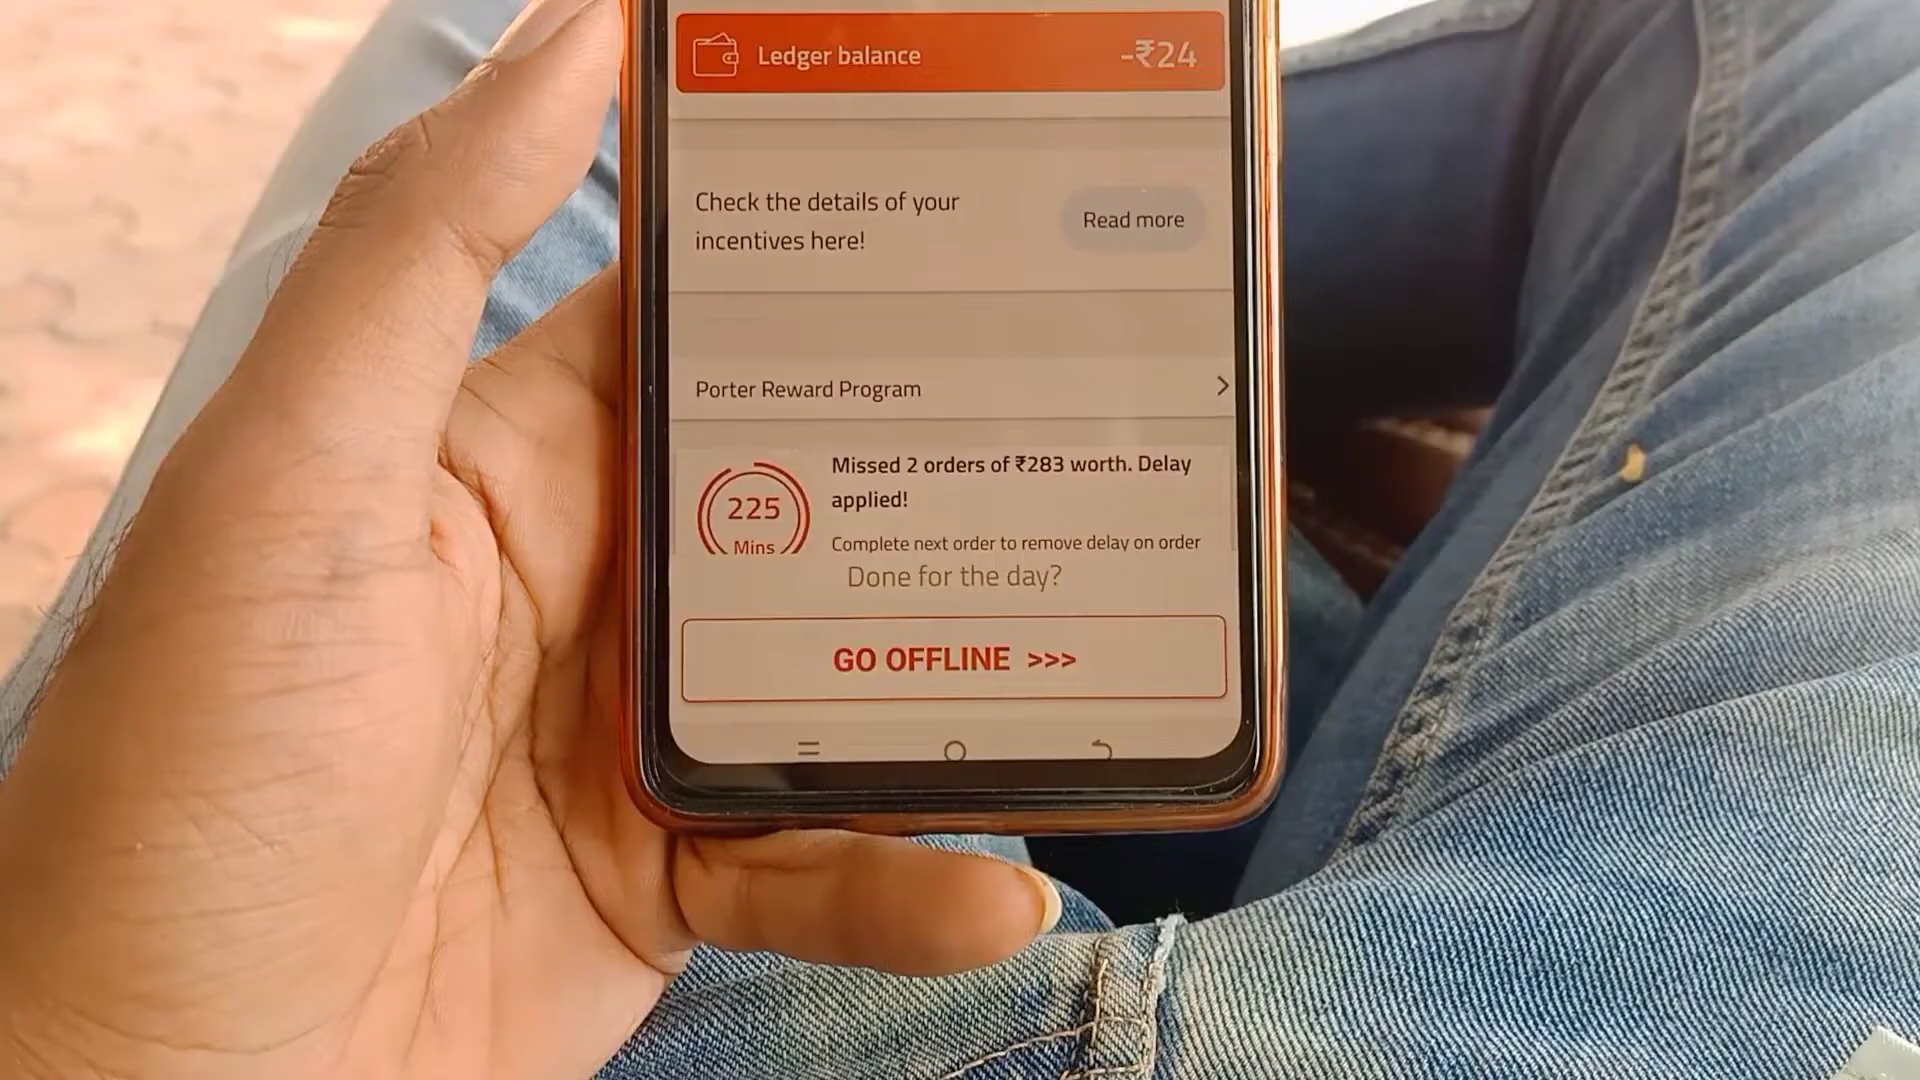 Ledger balance
-₹24
Check the details of your
incentives here!
Read more
Porter Reward Program
225
Mins
Missed 2 orders of ₹283 worth. Delay
applied!
Complete next order to remove delay on order
Done for the day?
GO OFFLINE >>>